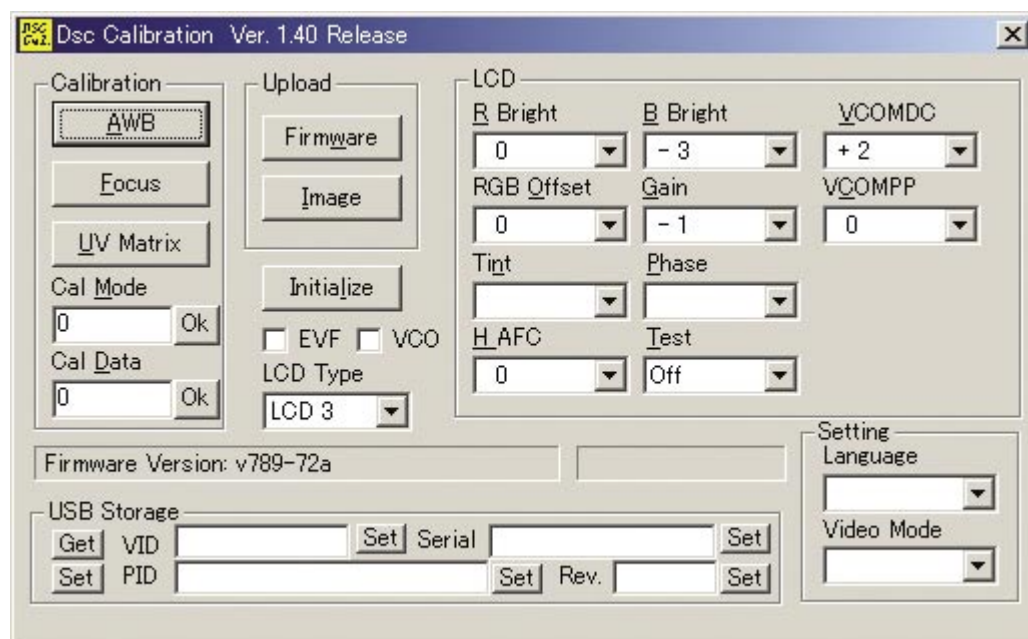 DSC CAL. Dsc Calibration Ver. 1.40 Release
Calibration
AWB
Focus
UV Matrix
Cal Mode
0 Ok
Cal Data
0 Ok
Upload
Firmware
Image
Initialize
EVF VCO
LCD Type
LCD 3
LCD
R Bright B Bright VCOMDC
0 - 3 + 2
RGB Offset Gain VCOMPP
0 - 1 0
Tint Phase
H_AFC Test
0 Off
Firmware Version: v789-72a
Setting
Language
Video Mode
USB Storage
Get VID Set Serial Set
Set PID Set Rev. Set